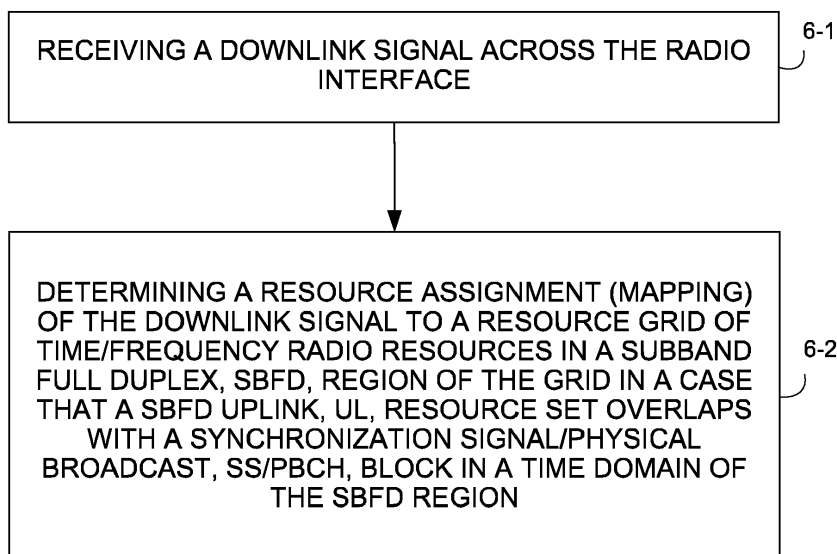 RECEIVING A DOWNLINK SIGNAL ACROSS THE RADIO
INTERFACE
6-1
DETERMINING A RESOURCE ASSIGNMENT (MAPPING)
OF THE DOWNLINK SIGNAL TO A RESOURCE GRID OF
TIME/FREQUENCY RADIO RESOURCES IN A SUBBAND
FULL DUPLEX, SBFD, REGION OF THE GRID IN A CASE
THAT A SBFD UPLINK, UL, RESOURCE SET OVERLAPS
WITH A SYNCHRONIZATION SIGNAL/PHYSICAL
BROADCAST, SS/PBCH, BLOCK IN A TIME DOMAIN OF
THE SBFD REGION
6-2